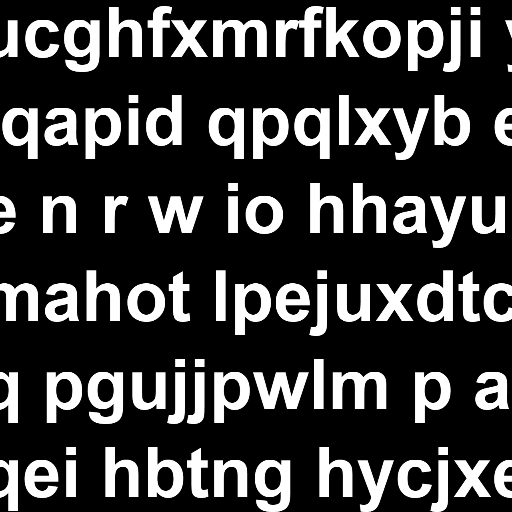 ucghfxmrfkopji y
qapid qpqlxyb e
e n r w io hhayu
mahot lpejuxdtc
q pgujjpwlm p a
qei hbtng hycjxe